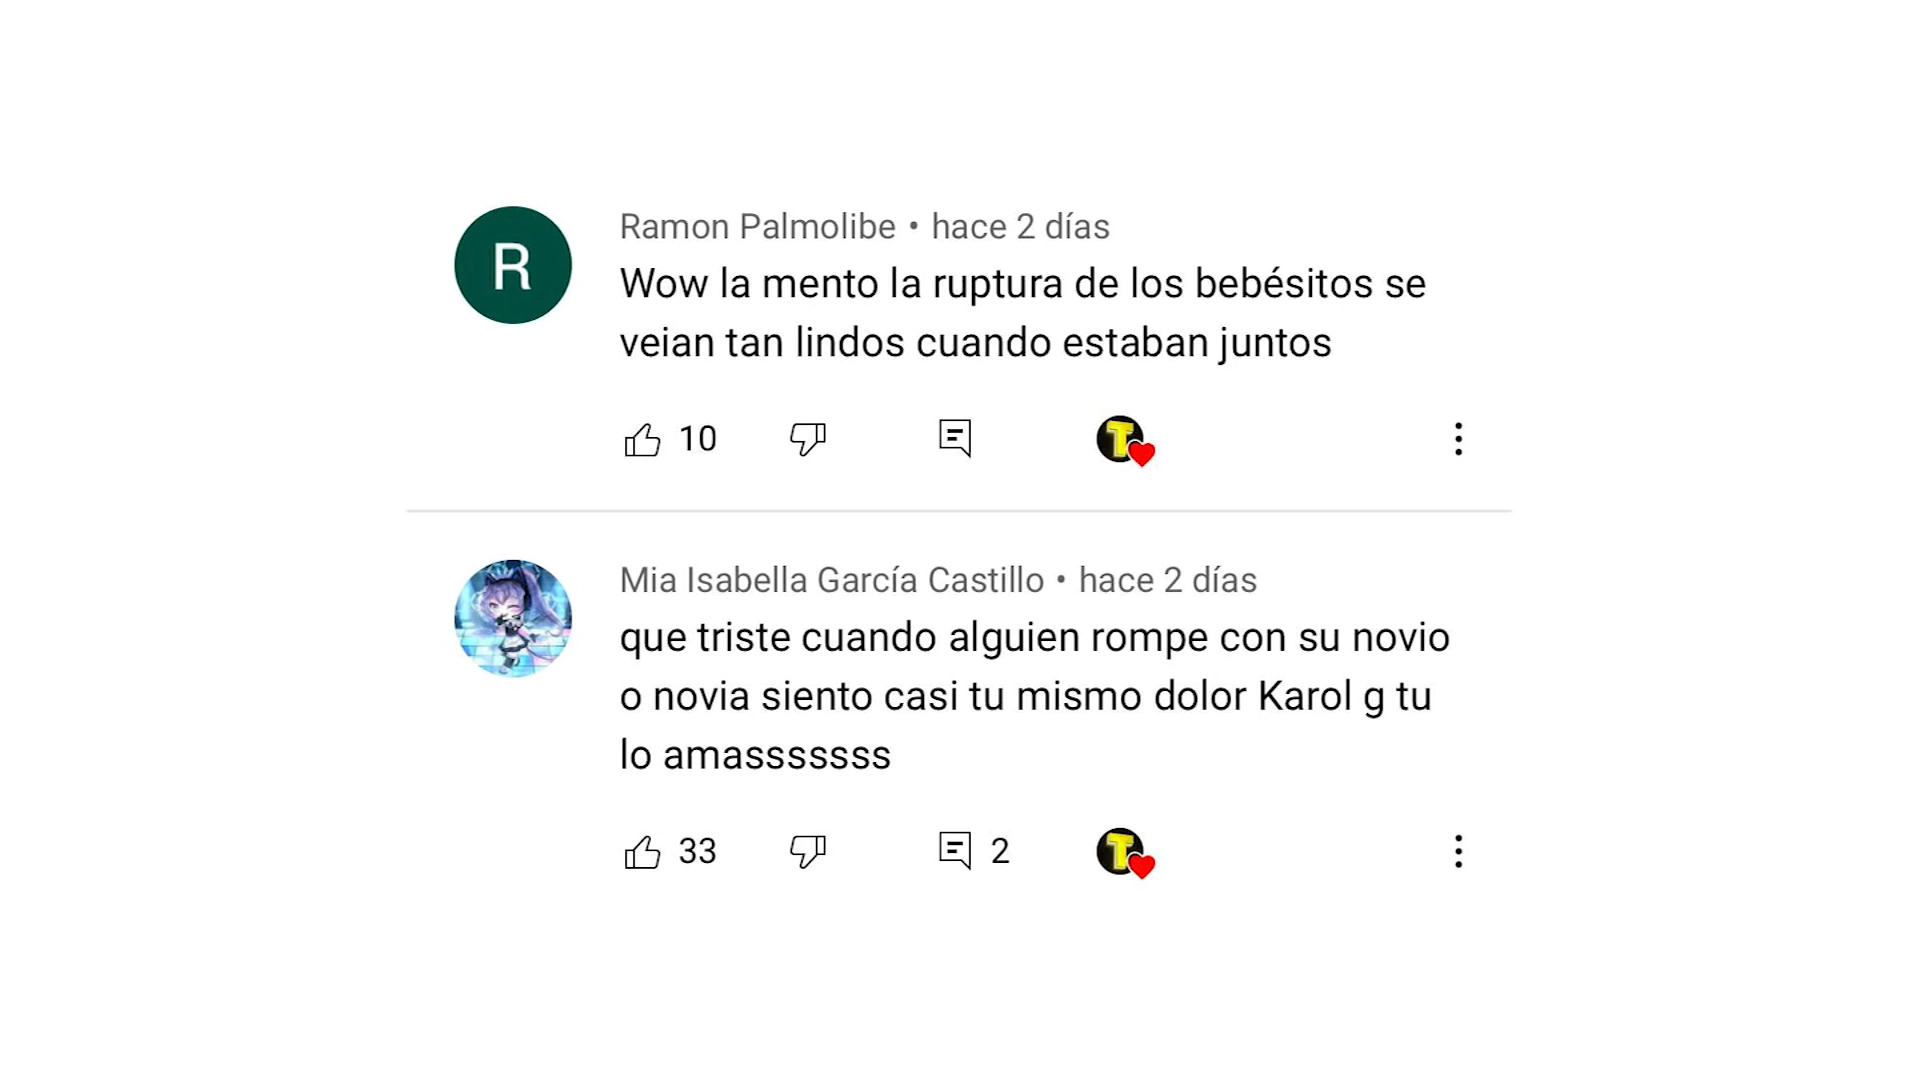 R
Ramon Palmolibe • hace 2 días
Wow la mento la ruptura de los bebésitos se
veian tan lindos cuando estaban juntos
10
T
Mia Isabella García Castillo • hace 2 días
que triste cuando alguien rompe con su novio
o novia siento casi tu mismo dolor Karol g tu
lo amasssssss
33 2
T